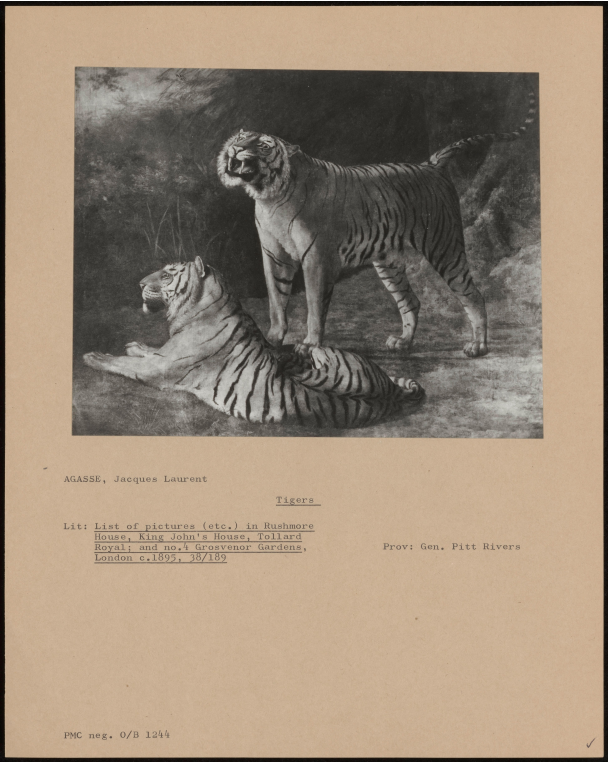 AGASSE, Jacques Laurent
Tigers
Lit: List of pictures (etc.) in Rushmore
House, King John's House, Tollard
Royal; and no.4 Grosvenor Gardens,
London c.1895, 38/189
Prov: Gen. Pitt Rivers
PMC neg. O/B 1244